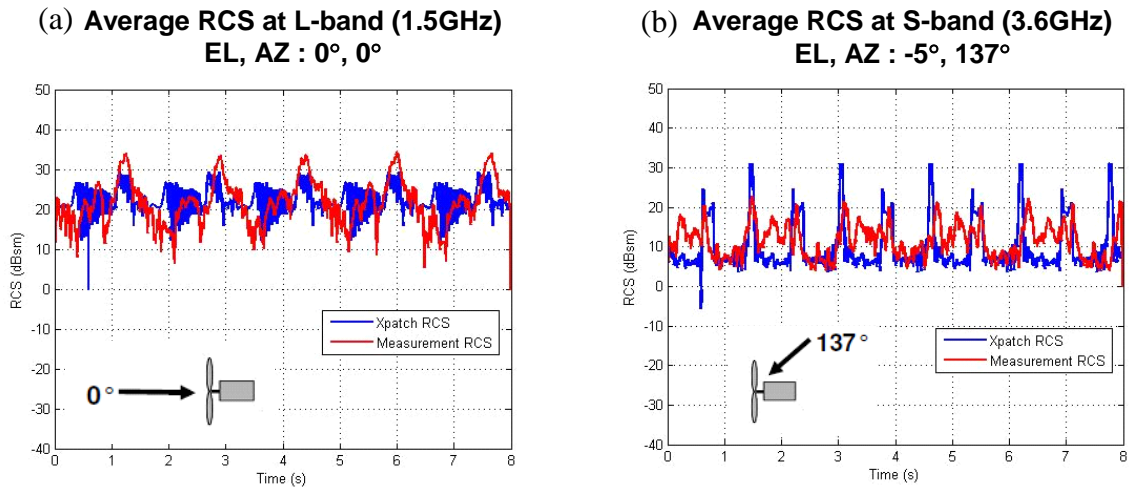 (a) Average RCS at L-band (1.5GHz)
EL, AZ : 0°, 0°
50
40
30
20
10
0
-10
-20
-30
-40
RCS (dBsm)
Xpatch RCS
Measurement RCS
0°
0 1 2 3 4 5 6 7 8
Time (s)
(b) Average RCS at S-band (3.6GHz)
EL, AZ : -5°, 137°
50
40
30
20
10
0
-10
-20
-30
-40
RCS (dBsm)
Xpatch RCS
Measurement RCS
137°
0 1 2 3 4 5 6 7 8
Time (s)